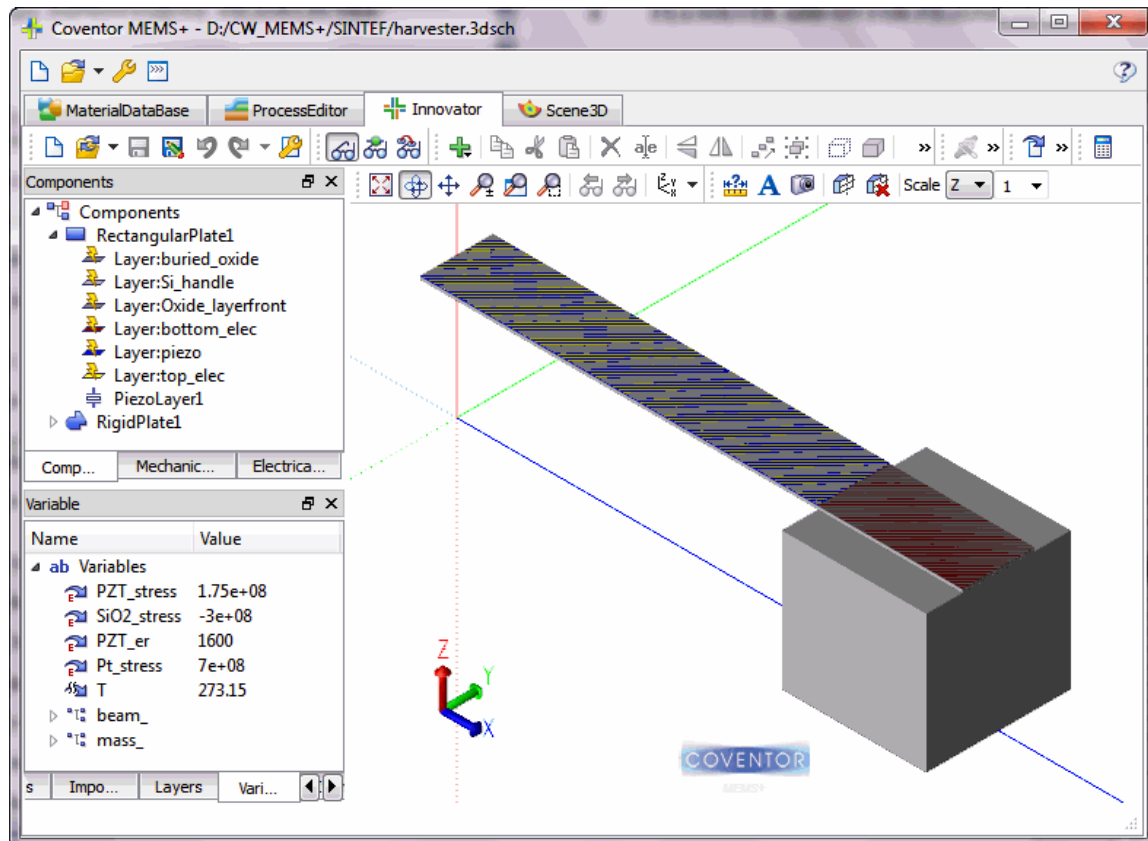 Coventor MEMS+ - D:/CW_MEMS+/SINTEF/harvester.3dsch
MaterialDataBase ProcessEditor Innovator Scene3D
Components
Scale Z 1
Components
RectangularPlate1
Layer:buried_oxide
Layer:Si_handle
Layer:Oxide_layerfront
Layer:bottom_elec
Layer:piezo
Layer:top_elec
PiezoLayer1
RigidPlate1
Comp... Mechanic... Electrica...
Variable
Name Value
ab Variables
PZT_stress 1.75e+08
SiO2_stress -3e+08
PZT_er 1600
Pt_stress 7e+08
T 273.15
beam_
mass_
s Impo... Layers Vari...
Z
Y
X
COVENTOR
MEMS+